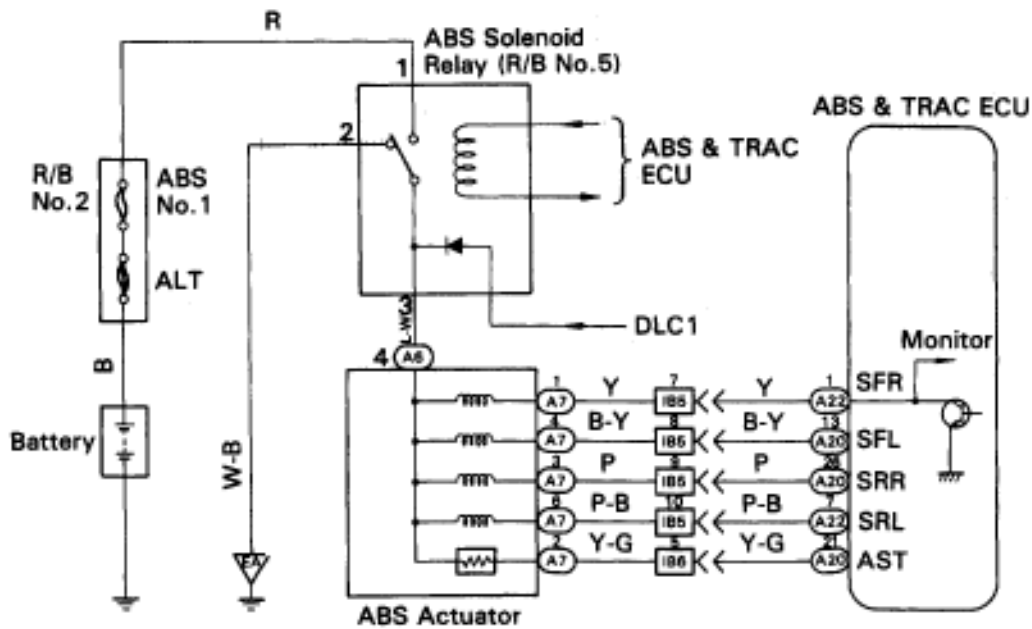 R
ABS Solenoid
Relay (R/B No.5)
1
2
ABS & TRAC
ECU
ABS & TRAC ECU
R/B
No.2
ABS
No.1
ALT
B
Battery
W-B
EA
L-W
3
DLC1
4 A6
Monitor
1 A7 Y 7 IB5 Y 1 A22 SFR
4 A7 B-Y 8 IB5 B-Y 13 A20 SFL
3 A7 P 9 IB5 P 26 A20 SRR
6 A7 P-B 10 IB5 P-B 7 A22 SRL
2 A7 Y-G 5 IB6 Y-G 21 A20 AST
ABS Actuator